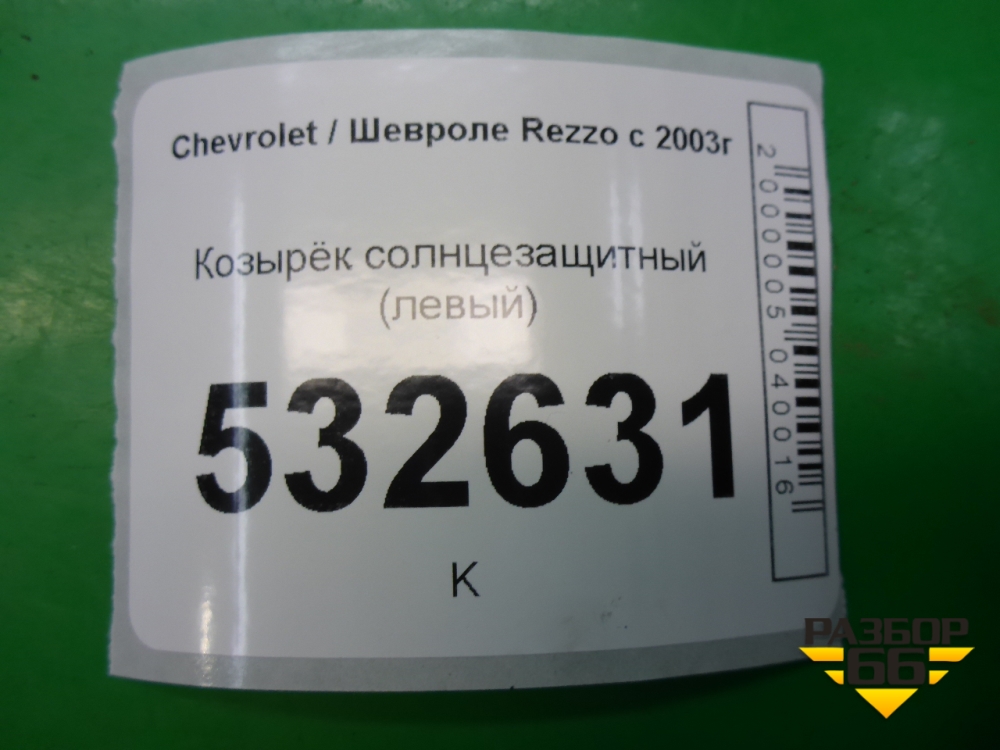 Chevrolet / Шевроле Rezzo с 2003г
Козырёк солнцезащитный
(левый)
532631
К
2000005040016
РАЗБОР
66